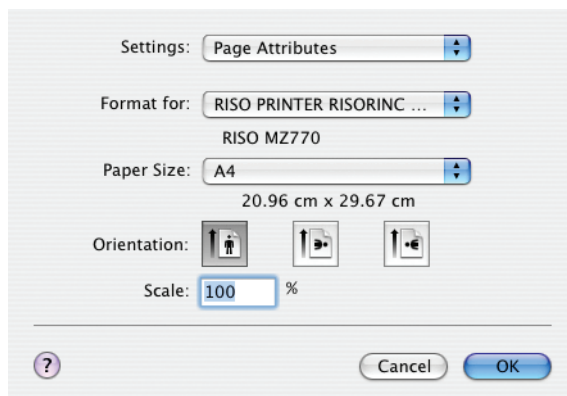 Settings: Page Attributes
Format for: RISO PRINTER RISORINC ...
RISO MZ770
Paper Size: A4
20.96 cm x 29.67 cm
Orientation:
Scale: 100 %
? Cancel OK